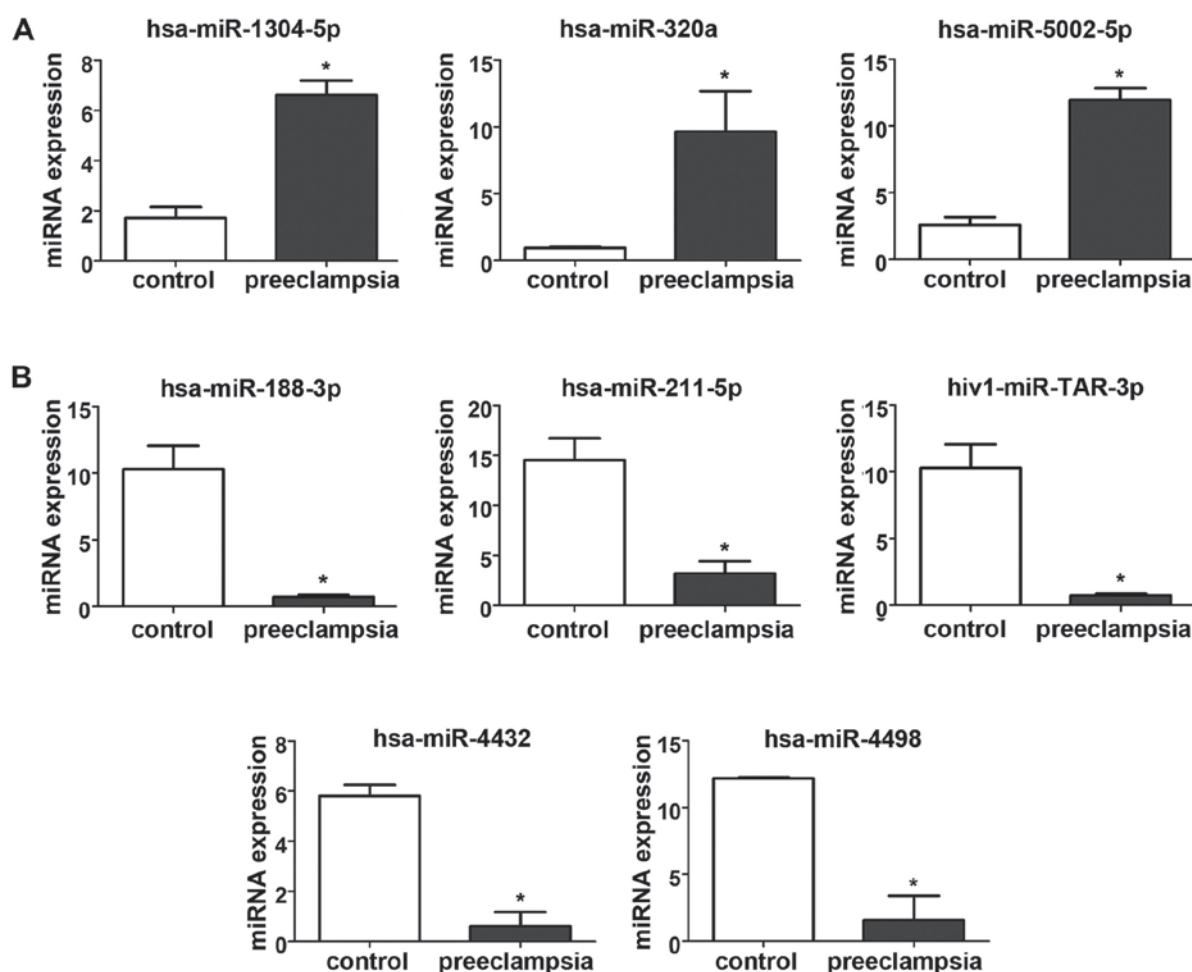 A
hsa-miR-1304-5p
hsa-miR-320a
hsa-miR-5002-5p
miRNA expression
8
6
4
2
0
*
control
preeclampsia
miRNA expression
15
10
5
0
*
control
preeclampsia
miRNA expression
15
10
5
0
*
control
preeclampsia
B
hsa-miR-188-3p
hsa-miR-211-5p
hiv1-miR-TAR-3p
miRNA expression
15
10
5
0
*
control
preeclampsia
miRNA expression
20
15
10
5
0
*
control
preeclampsia
miRNA expression
15
10
5
0
*
control
preeclampsia
hsa-miR-4432
hsa-miR-4498
miRNA expression
8
6
4
2
0
*
control
preeclampsia
miRNA expression
15
10
5
0
*
control
preeclampsia